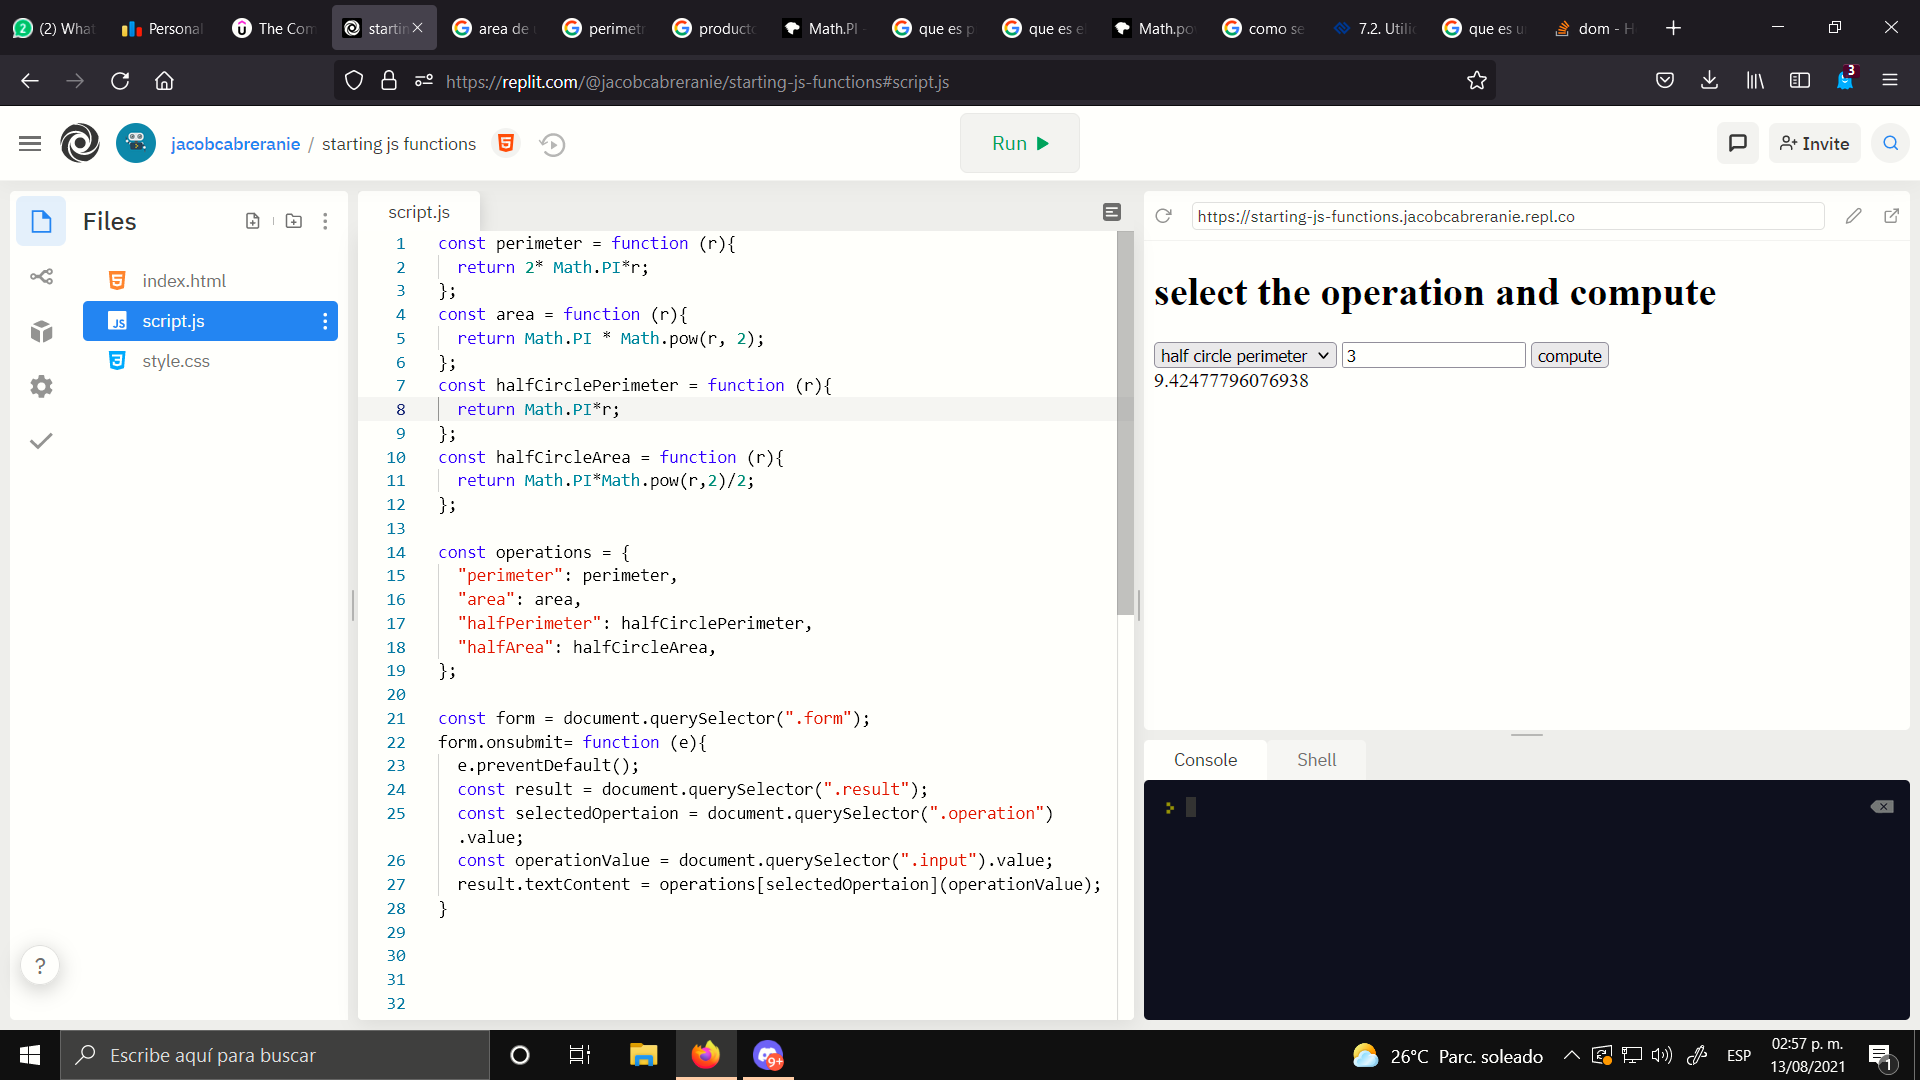 (2) What
Personal
The Com
startin
area de
perimetr
producto
Math.PI
que es p
que es e
Math.po
como se
7.2. Utili
que es u
dom - H
https://replit.com/@jacobcabreranie/starting-js-functions#script.js
3
jacobcabreranie / starting js functions
Run
Invite
Files
index.html
script.js
style.css
script.js
1 const perimeter = function (r){
2 return 2* Math.PI*r;
3 };
4 const area = function (r){
5 return Math.PI * Math.pow(r, 2);
6 };
7 const halfCirclePerimeter = function (r){
8 return Math.PI*r;
9 };
10 const halfCircleArea = function (r){
11 return Math.PI*Math.pow(r,2)/2;
12 };
13
14 const operations = {
15 "perimeter": perimeter,
16 "area": area,
17 "halfPerimeter": halfCirclePerimeter,
18 "halfArea": halfCircleArea,
19 };
20
21 const form = document.querySelector(".form");
22 form.onsubmit= function (e){
23 e.preventDefault();
24 const result = document.querySelector(".result");
25 const selectedOpertaion = document.querySelector(".operation")
.value;
26 const operationValue = document.querySelector(".input").value;
27 result.textContent = operations[selectedOpertaion](operationValue);
28 }
29
30
31
32
https://starting-js-functions.jacobcabreranie.repl.co
select the operation and compute
half circle perimeter
3
compute
9.42477796076938
Console
Shell
?
Escribe aquí para buscar
9+
26°C Parc. soleado
ESP
02:57 p. m.
13/08/2021
1